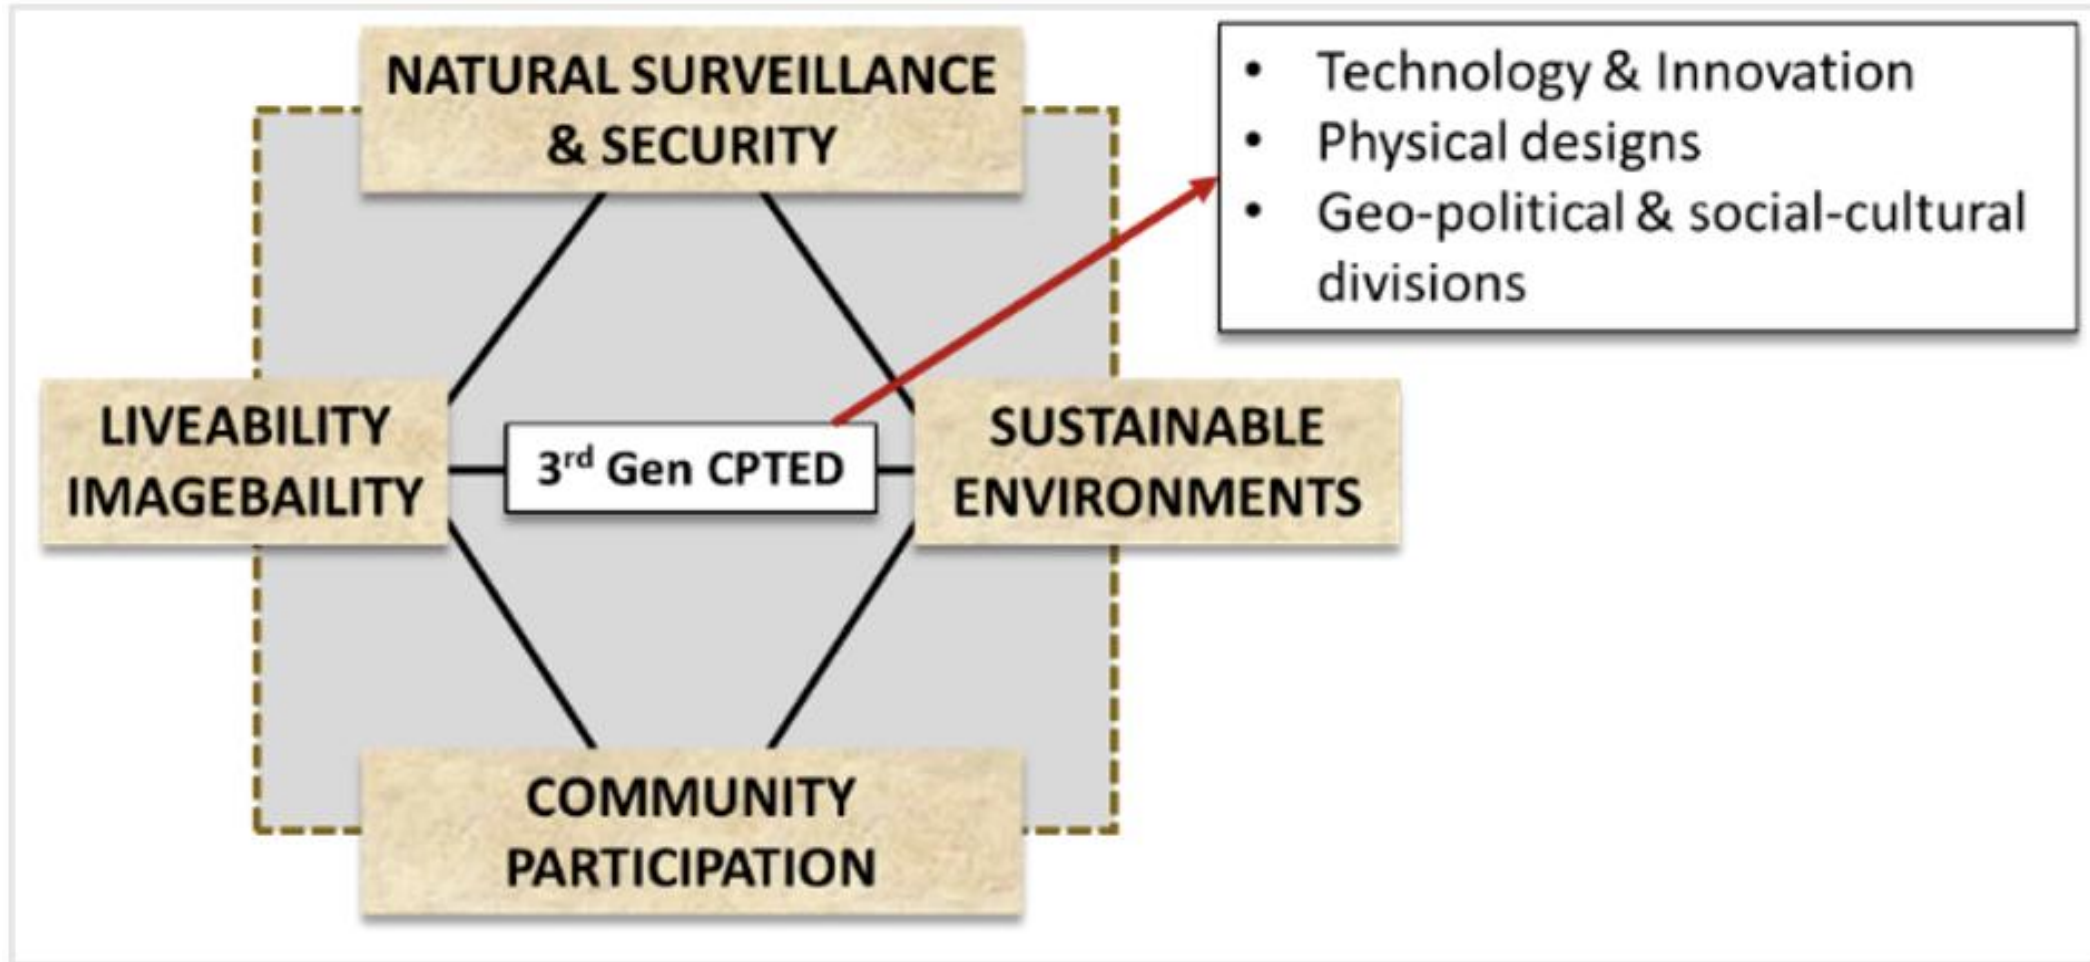 NATURAL SURVEILLANCE
& SECURITY
• Technology & Innovation
• Physical designs
• Geo-political & social-cultural
divisions
LIVEABILITY
IMAGEBAILITY
3rd Gen CPTED
SUSTAINABLE
ENVIRONMENTS
COMMUNITY
PARTICIPATION